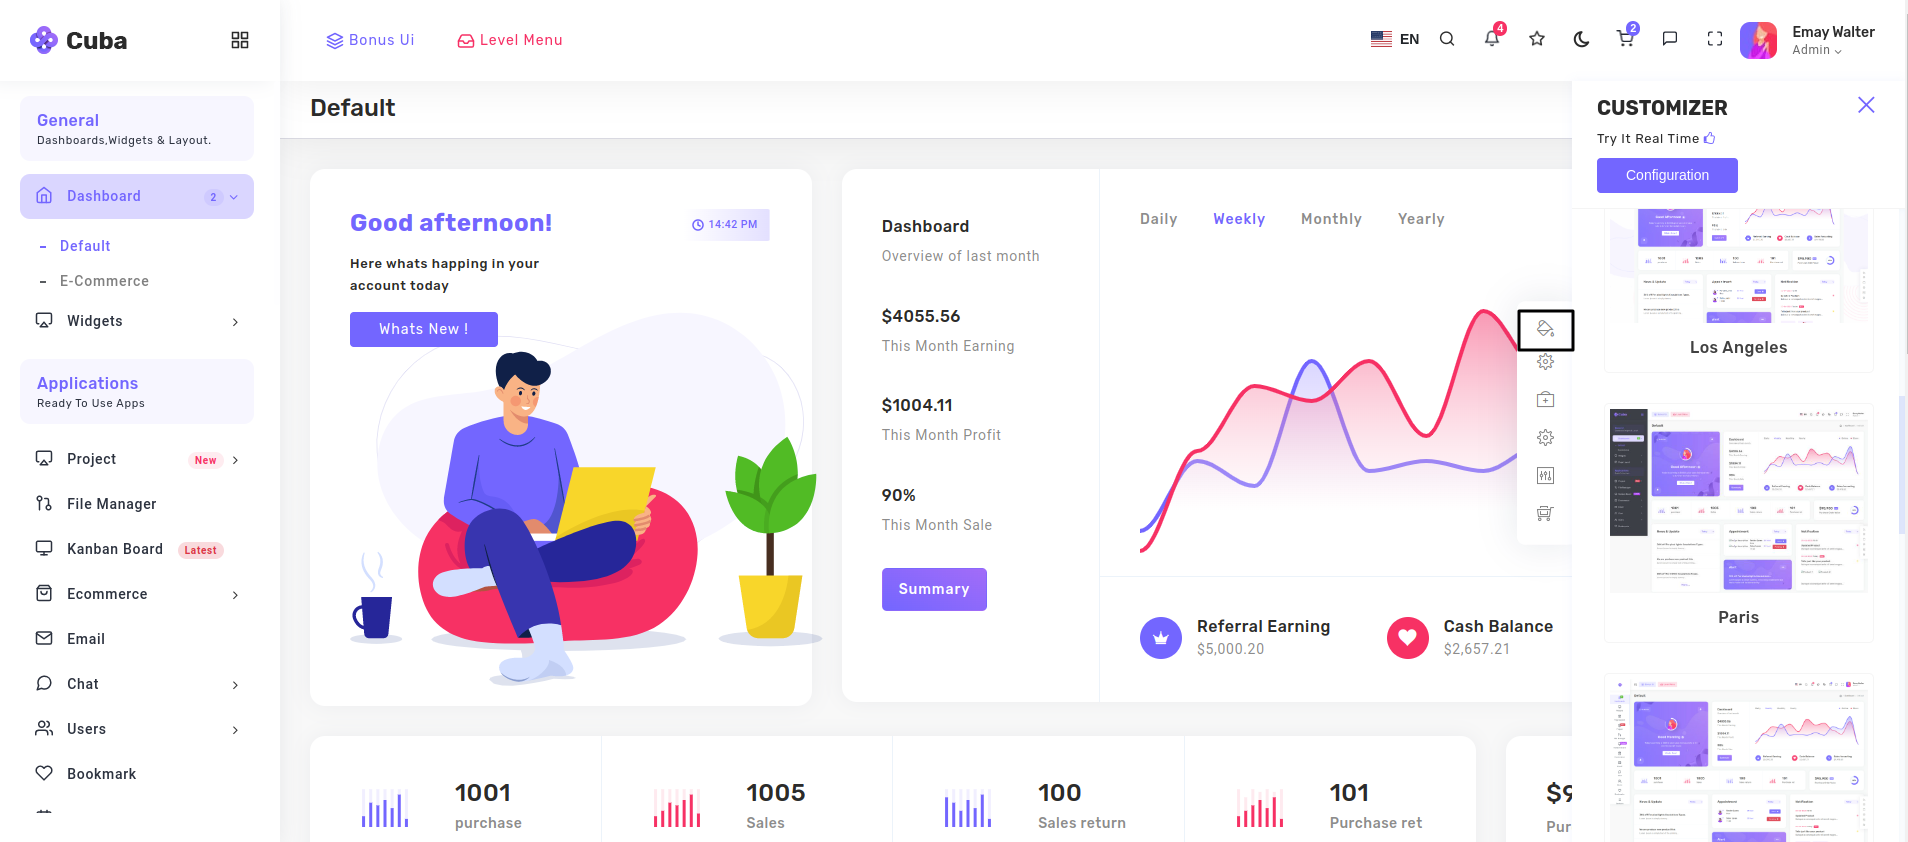 Cuba
Bonus Ui
Level Menu
EN
4
2
Emay Walter
Admin
General
Dashboards,Widgets & Layout.
Dashboard
2
Default
E-Commerce
Widgets
Applications
Ready To Use Apps
Project
New
File Manager
Kanban Board
Latest
Ecommerce
Email
Chat
Users
Bookmark
Default
Good afternoon!
14:42 PM
Here whats happing in your
account today
Whats New !
Dashboard
Overview of last month
$4055.56
This Month Earning
$1004.11
This Month Profit
90%
This Month Sale
Summary
Daily
Weekly
Monthly
Yearly
Referral Earning
$5,000.20
Cash Balance
$2,657.21
1001
purchase
1005
Sales
100
Sales return
101
Purchase ret
$9
Pur
CUSTOMIZER
Try It Real Time
Configuration
Los Angeles
Paris